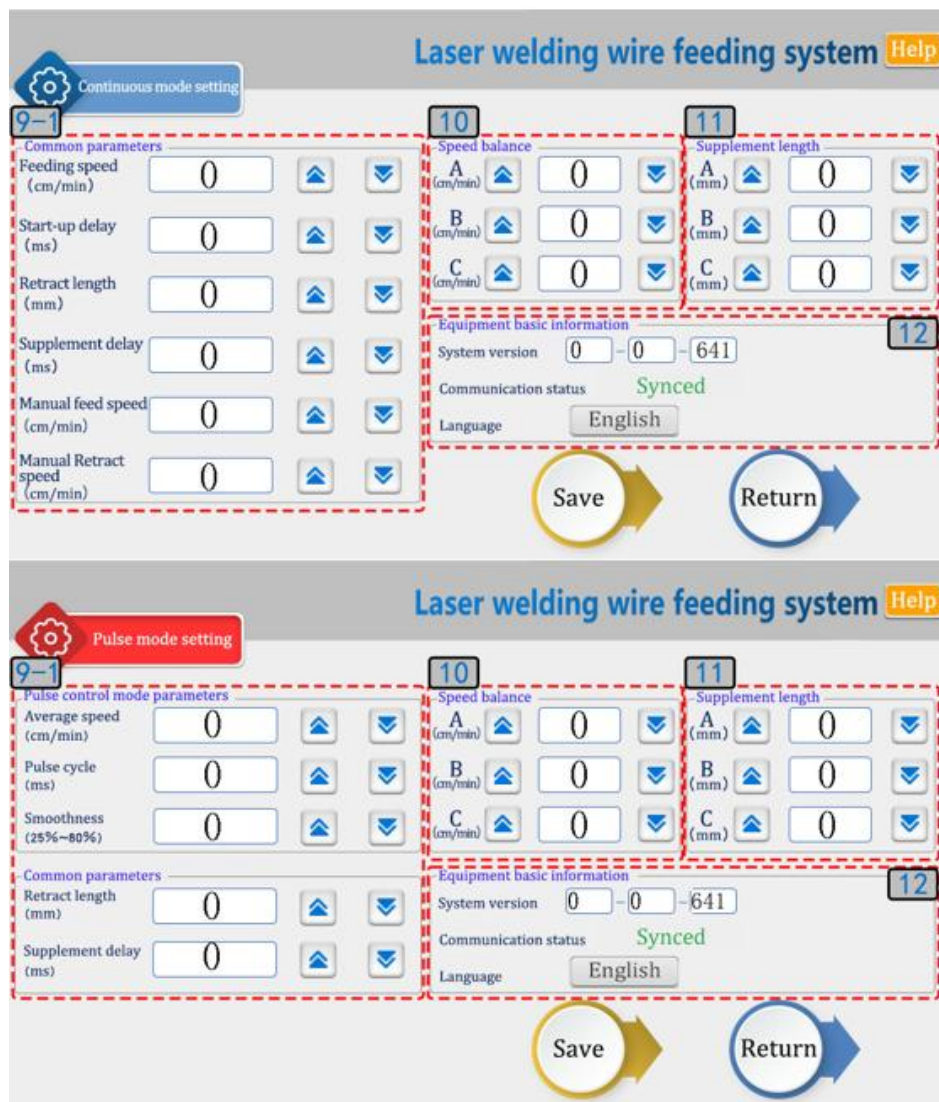 Laser welding wire feeding system Help
Continuous mode setting
9-1
Common parameters
Feeding speed
(cm/min)
0
Start-up delay
(ms)
0
Retract length
(mm)
0
Supplement delay
(ms)
0
Manual feed speed
(cm/min)
0
Manual Retract
speed
(cm/min)
0
10
Speed balance
A
(cm/min)
0
B
(cm/min)
0
C
(cm/min)
0
11
Supplement length
A
(mm)
0
B
(mm)
0
C
(mm)
0
12
Equipment basic information
System version 0 - 0 - 641
Communication status Synced
Language English
Save
Return
Laser welding wire feeding system Help
Pulse mode setting
9-1
Pulse control mode parameters
Average speed
(cm/min)
0
Pulse cycle
(ms)
0
Smoothness
(25%~80%)
0
Common parameters
Retract length
(mm)
0
Supplement delay
(ms)
0
10
Speed balance
A
(cm/min)
0
B
(cm/min)
0
C
(cm/min)
0
11
Supplement length
A
(mm)
0
B
(mm)
0
C
(mm)
0
12
Equipment basic information
System version 0 - 0 - 641
Communication status Synced
Language English
Save
Return